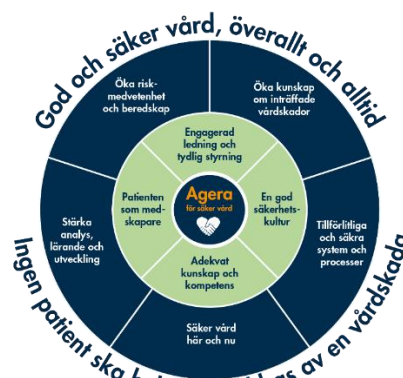 God och säker vård, överallt och alltid
Öka risk-
medvetenhet
och beredskap
Öka kunskap
om inträffade
vårdskador
Engagerad
ledning och
tydlig styrning
Patienten
som med-
skapare
Agera
för säker vård
En god
säkerhets-
kultur
Stärka
analys,
lärande och
utveckling
Tillförlitliga
och säkra
system och
processer
Adekvat
kunskap och
kompetens
Säker vård
här och nu
Ingen patient ska av en vårdskada